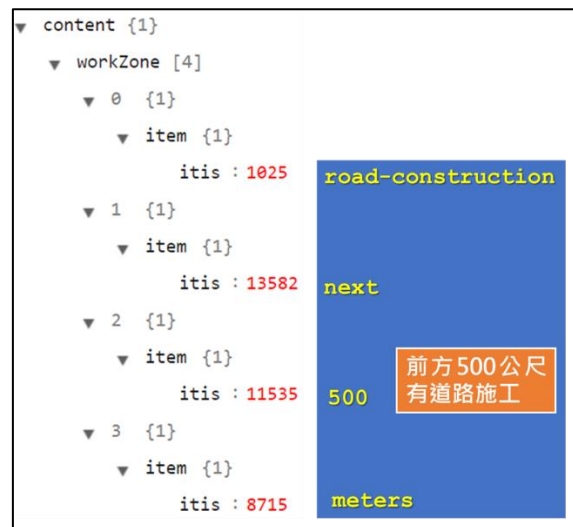 ▼ content {1}
▼ workZone [4]
▼ 0 {1}
▼ item {1}
itis : 1025 road-construction
▼ 1 {1}
▼ item {1}
itis : 13582 next
▼ 2 {1}
▼ item {1}
前方500公尺
有道路施工
itis : 11535 500
▼ 3 {1}
▼ item {1}
itis : 8715 meters